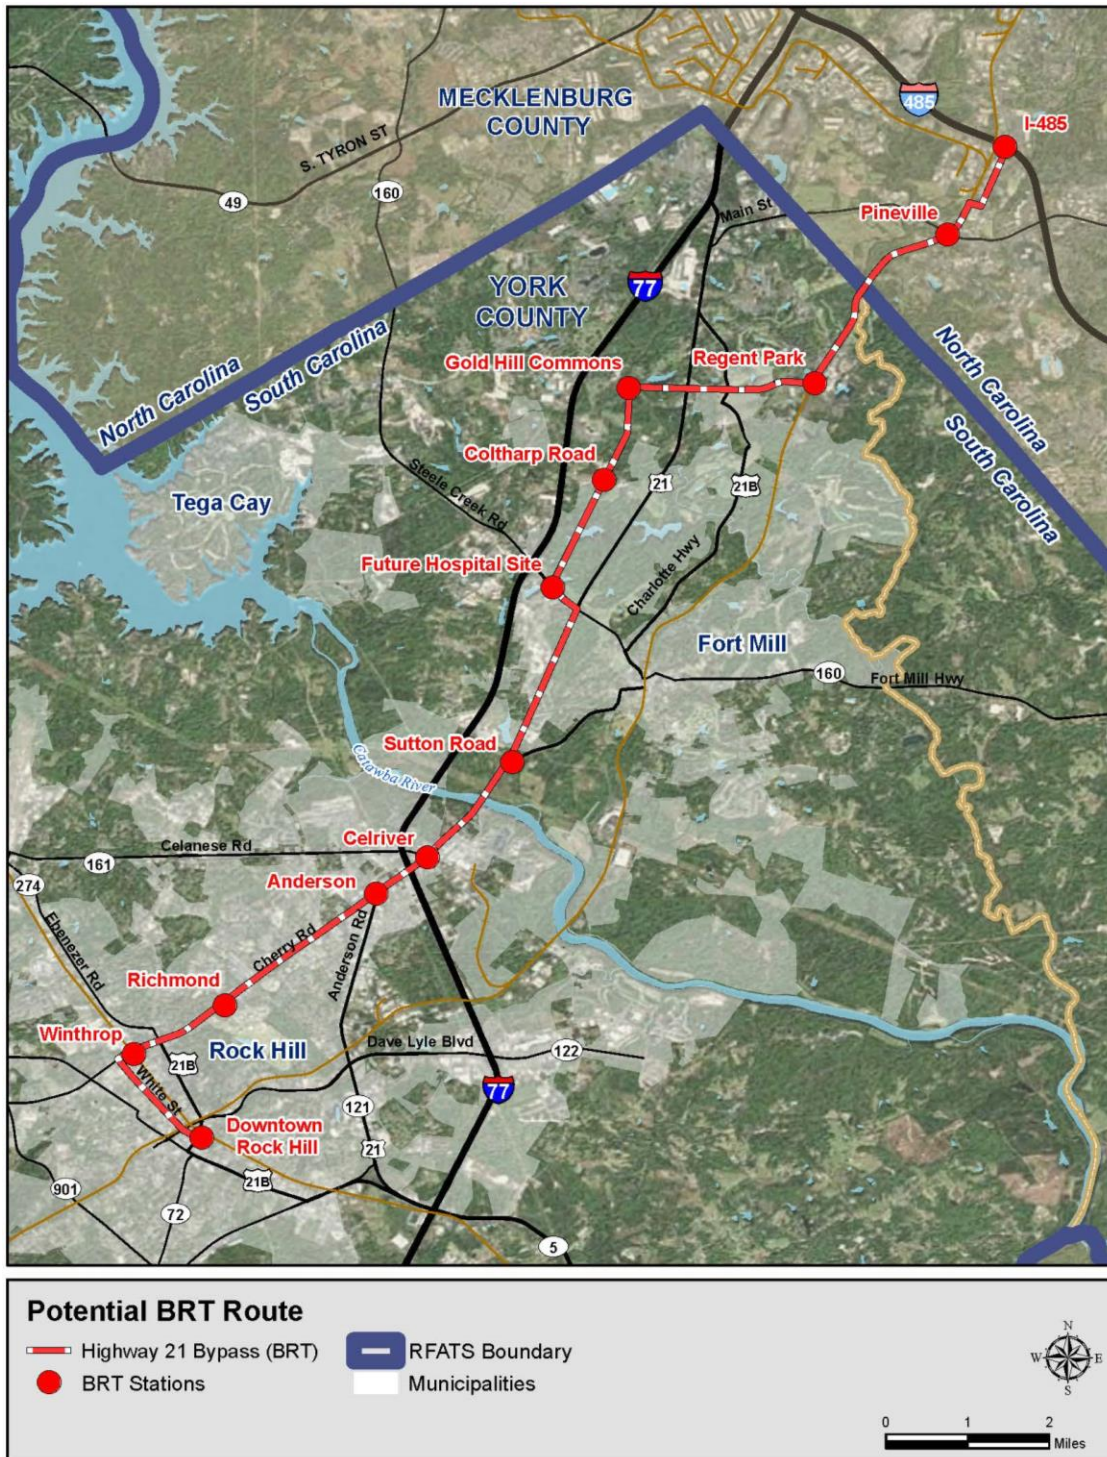 MECKLENBURG
COUNTY
485
I-485
S. TYRON ST
49
160
Main St
Pineville
YORK
COUNTY
77
Gold Hill Commons
Regent Park
North Carolina
South Carolina
North Carolina
South Carolina
Coltharp Road
Steele Creek Rd
21
21B
Tega Cay
Future Hospital Site
Charlotte Hwy
Fort Mill
160
Fort Mill Hwy
Sutton Road
Catawba River
Celriver
Celanese Rd
161
274
Anderson
Ebenezer Rd
Cherry Rd
Anderson Rd
Richmond
Winthrop
Rock Hill
Dave Lyle Blvd
122
21B
White St
77
121
Downtown
Rock Hill
21
21B
901
72
5
Potential BRT Route
Highway 21 Bypass (BRT)
RFATS Boundary
BRT Stations
Municipalities
N
W
E
S
0 1 2
Miles